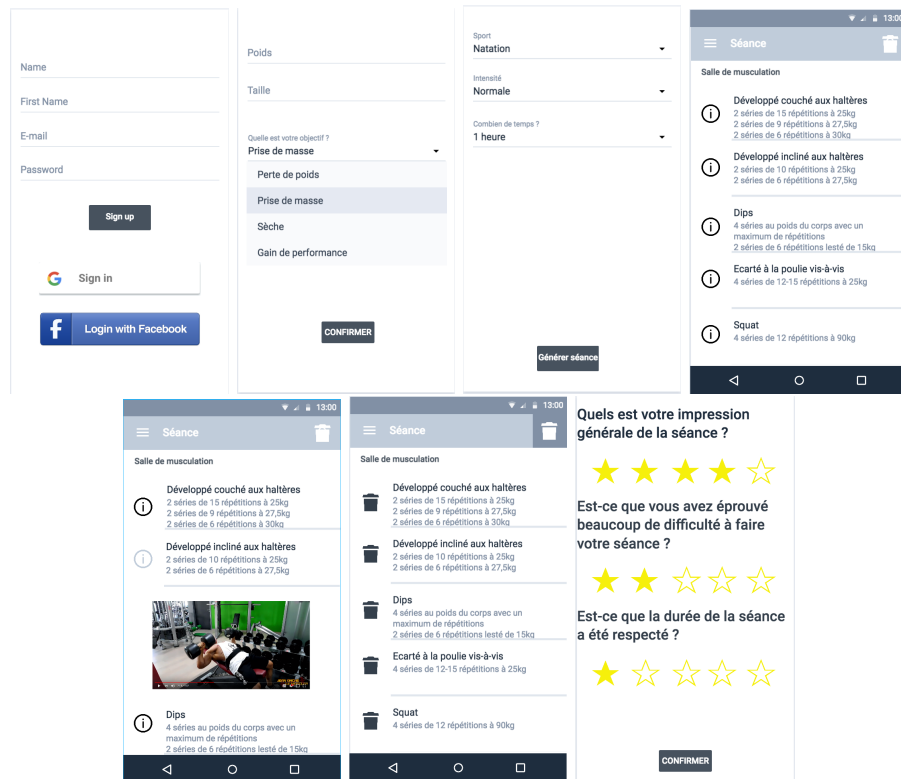 Name
First Name
E-mail
Password
Sign up
Sign in
Login with Facebook
Poids
Taille
Quelle est votre objectif ?
Prise de masse
Perte de poids
Prise de masse
Sèche
Gain de performance
CONFIRMER
Sport
Natation
Intensité
Normale
Combien de temps ?
1 heure
Générer séance
13:00
Séance
Salle de musculation
Développé couché aux haltères
2 séries de 15 répétitions à 25kg
2 séries de 9 répétitions à 27,5kg
2 séries de 6 répétitions à 30kg
Développé incliné aux haltères
2 séries de 10 répétitions à 25kg
2 séries de 6 répétitions à 27,5kg
Dips
4 séries au poids du corps avec un
maximum de répétitions
2 séries de 6 répétitions lesté de 15kg
Ecarté à la poulie vis-à-vis
4 séries de 12-15 répétitions à 25kg
Squat
4 séries de 12 répétitions à 90kg
13:00
Séance
Salle de musculation
Développé couché aux haltères
2 séries de 15 répétitions à 25kg
2 séries de 9 répétitions à 27,5kg
2 séries de 6 répétitions à 30kg
Développé incliné aux haltères
2 séries de 10 répétitions à 25kg
2 séries de 6 répétitions à 27,5kg
Dips
4 séries au poids du corps avec un
maximum de répétitions
2 séries de 6 répétitions lesté de 15kg
13:00
Séance
Salle de musculation
Développé couché aux haltères
2 séries de 15 répétitions à 25kg
2 séries de 9 répétitions à 27,5kg
2 séries de 6 répétitions à 30kg
Développé incliné aux haltères
2 séries de 10 répétitions à 25kg
2 séries de 6 répétitions à 27,5kg
Dips
4 séries au poids du corps avec un
maximum de répétitions
2 séries de 6 répétitions lesté de 15kg
Ecarté à la poulie vis-à-vis
4 séries de 12-15 répétitions à 25kg
Squat
4 séries de 12 répétitions à 90kg
Quels est votre impression
générale de la séance ?
Est-ce que vous avez éprouvé
beaucoup de difficulté à faire
votre séance ?
Est-ce que la durée de la séance
a été respecté ?
CONFIRMER